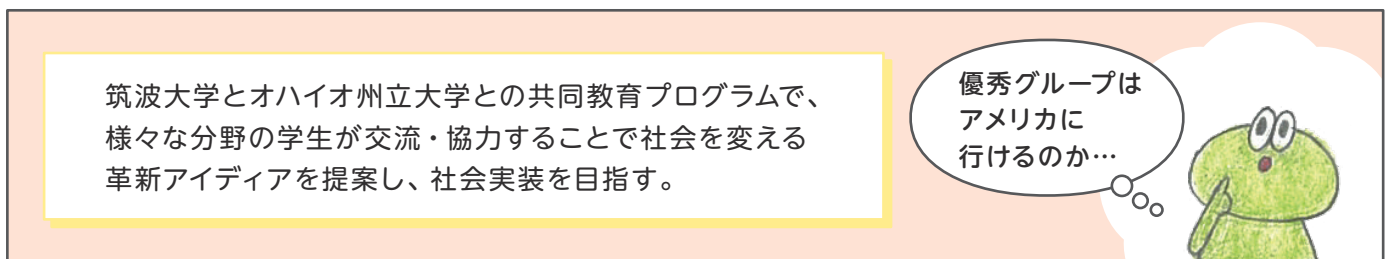 筑波大学とオハイオ州立大学との共同教育プログラムで、
様々な分野の学生が交流・協力することで社会を変える
革新アイディアを提案し、社会実装を目指す。
優秀グループは
アメリカに
行けるのか…